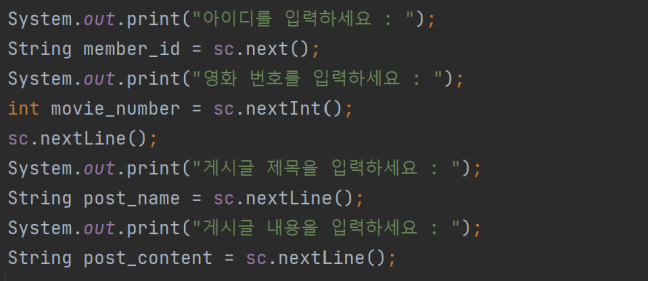 System.out.print("아이디를 입력하세요 : ");
String member_id = sc.next();
System.out.print("영화 번호를 입력하세요 : ");
int movie_number = sc.nextInt();
sc.nextLine();
System.out.print("게시글 제목을 입력하세요 : ");
String post_name = sc.nextLine();
System.out.print("게시글 내용을 입력하세요 : ");
String post_content = sc.nextLine();